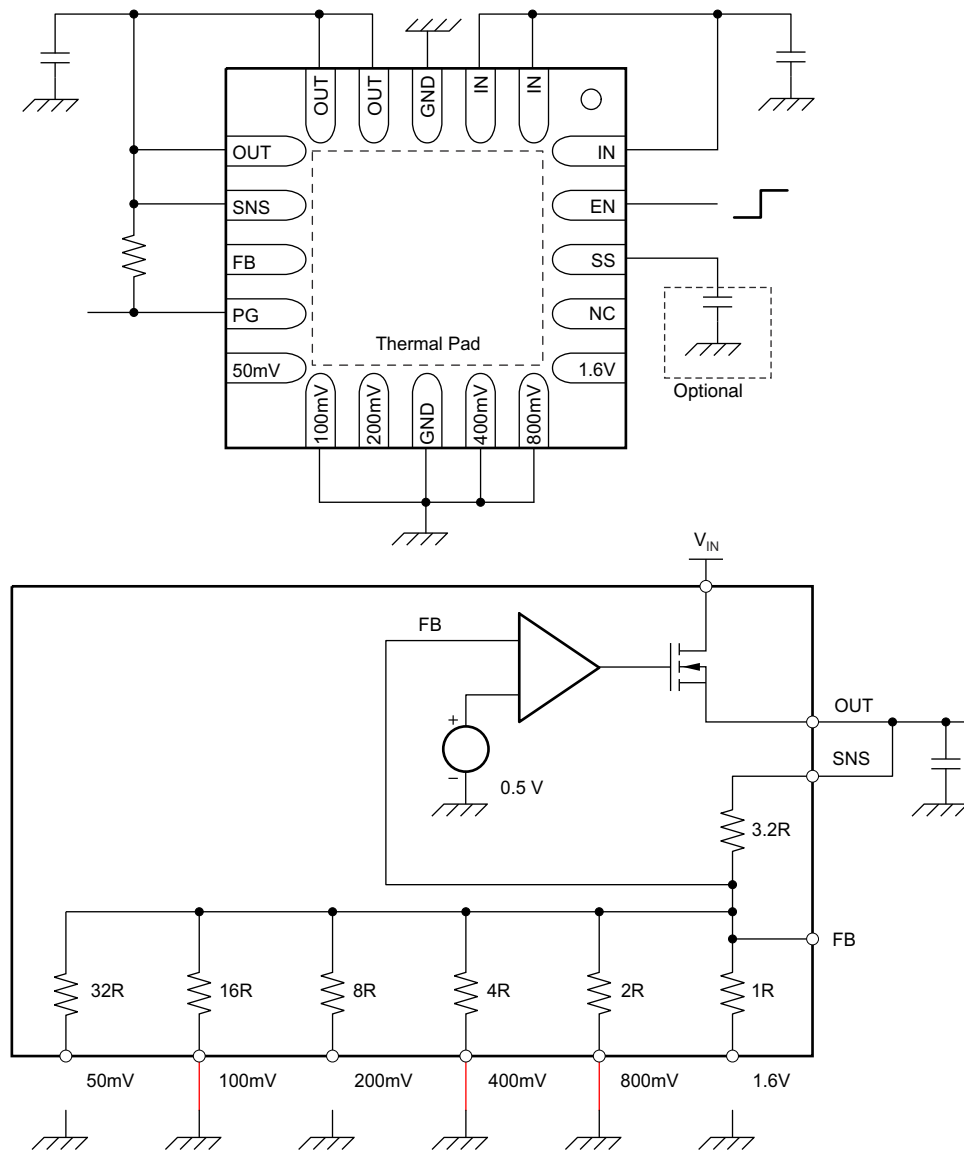 OUT
OUT
GND
IN
IN
OUT
IN
SNS
EN
FB
SS
PG
NC
Thermal Pad
50mV
1.6V
100mV
200mV
GND
400mV
800mV
Optional
VIN
FB
OUT
+
SNS
−
0.5 V
3.2R
FB
32R
16R
8R
4R
2R
1R
50mV
100mV
200mV
400mV
800mV
1.6V